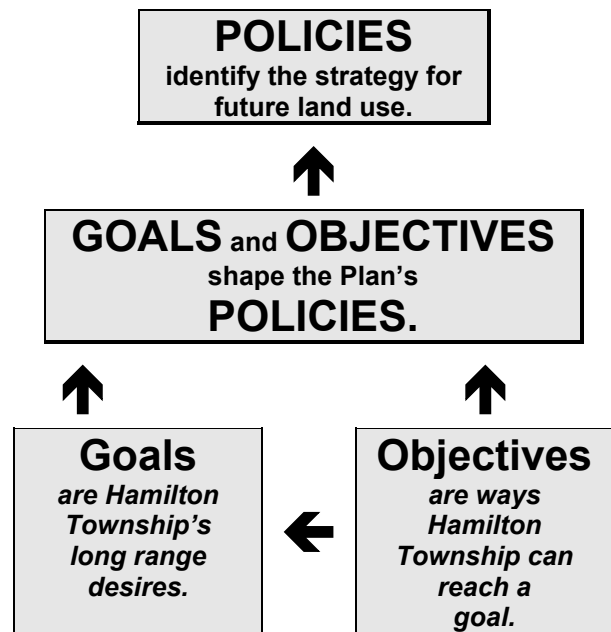 POLICIES
identify the strategy for
future land use.
GOALS and OBJECTIVES
shape the Plan’s
POLICIES.
Goals
are Hamilton
Township’s
long range
desires.
Objectives
are ways
Hamilton
Township can
reach a
goal.